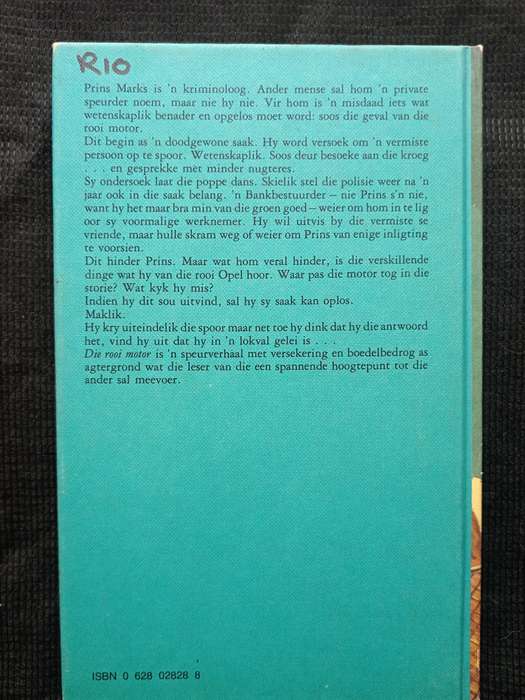 R10
Prins Marks is 'n kriminoloog. Ander mense sal hom 'n private
speurder noem, maar nie hy nie. Vir hom is 'n misdaad iets wat
wetenskaplik benader en opgelos moet word: soos die geval van die
rooi motor.
Dit begin as 'n doodgewone saak. Hy word versoek om 'n vermiste
persoon op te spoor. Wetenskaplik. Soos deur besoeke aan die kroeg
. . . en gesprekke met minder nugteres.
Sy ondersoek laat die poppe dans. Skielik stel die polisie weer na 'n
jaar ook in die saak belang. 'n Bankbestuurder – nie Prins s'n nie,
want hy het maar bra min van die groen goed – weier om hom in te lig
oor sy voormalige werknemer. Hy wil uitvis by die vermiste se
vriende, maar hulle skram weg of weier om Prins van enige inligting
te voorsien.
Dit hinder Prins. Maar wat hom veral hinder, is die verskillende
dinge wat hy van die rooi Opel hoor. Waar pas die motor tog in die
storie? Wat kyk hy mis?
Indien hy dit sou uitvind, sal hy sy saak kan oplos.
Maklik.
Hy kry uiteindelik die spoor maar net toe hy dink dat hy die antwoord
het, vind hy uit dat hy in 'n lokval gelei is . . .
Die rooi motor is 'n speurverhaal met versekering en boedelbedrog as
agtergrond wat die leser van die een spannende hoogtepunt tot die
ander sal meevoer.
ISBN 0 628 02828 8